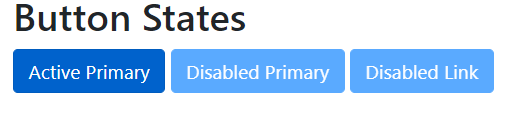 Button States
Active Primary Disabled Primary Disabled Link